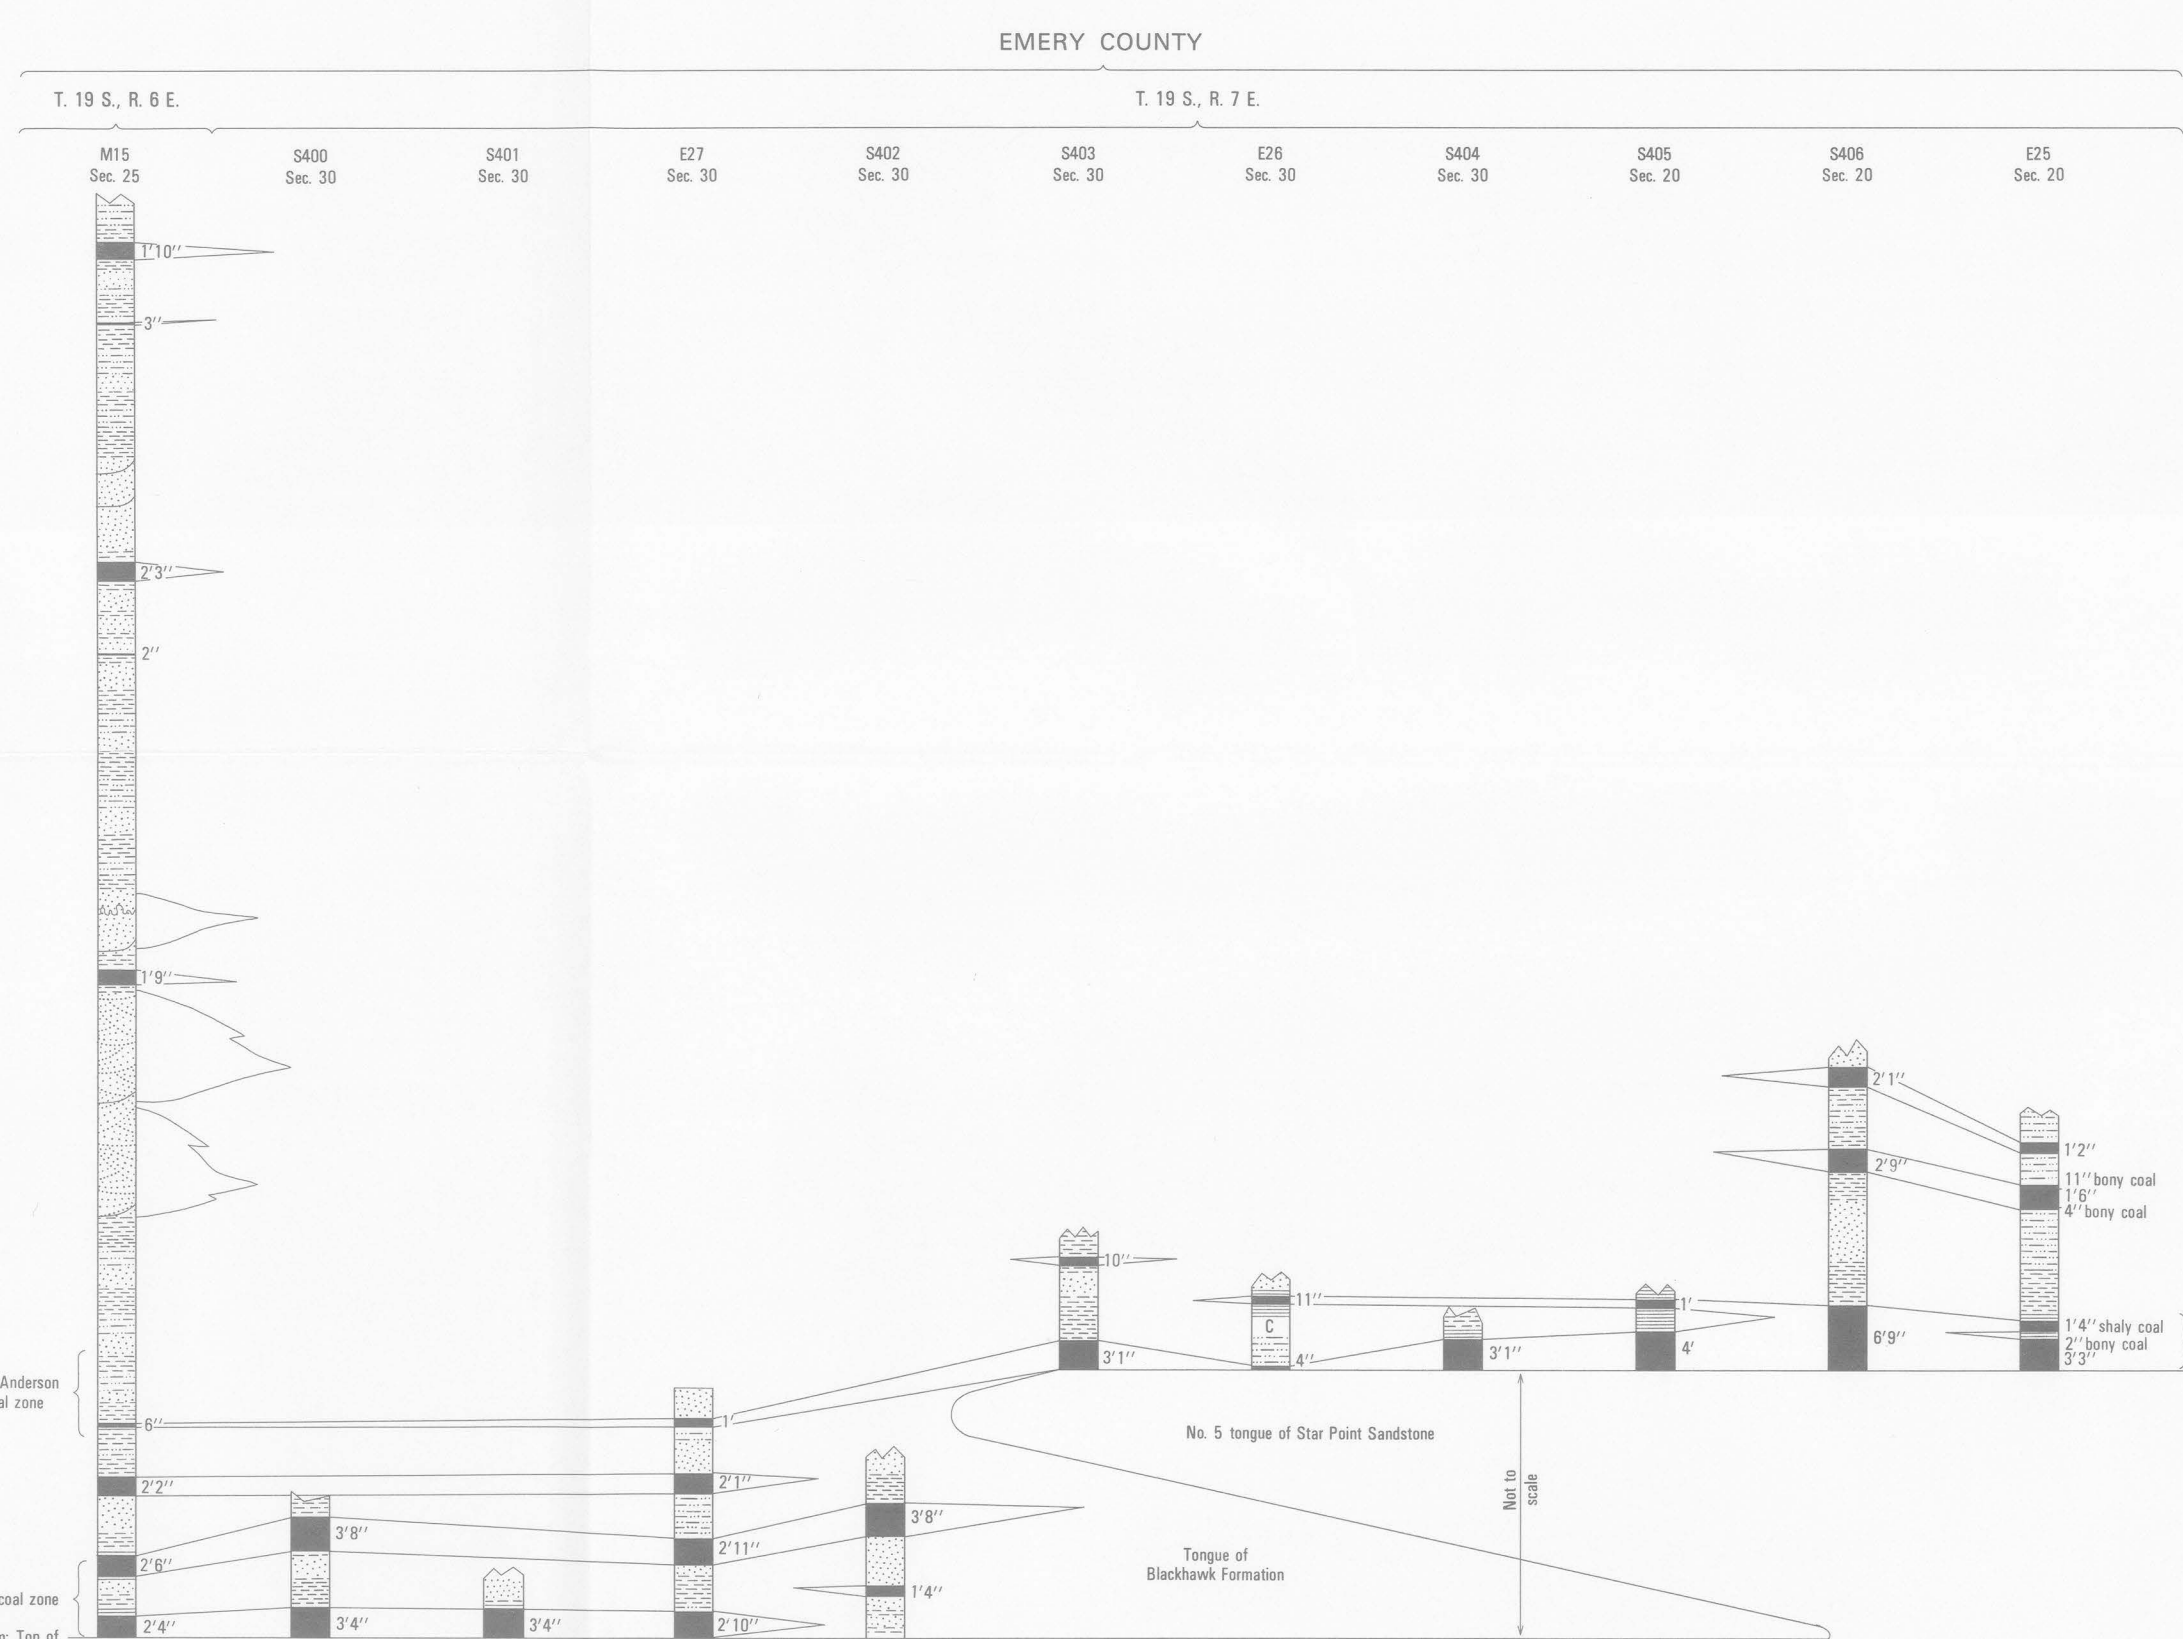 EMERY COUNTY
T. 19 S., R. 6 E.
T. 19 S., R. 7 E.
M15
Sec. 25
S400
Sec. 30
S401
Sec. 30
E27
Sec. 30
S402
Sec. 30
S403
Sec. 30
E26
Sec. 30
S404
Sec. 30
S405
Sec. 20
S406
Sec. 20
E25
Sec. 20
1'10''
3''
2'3''
2''
1'9''
6''
2'2''
2'6''
2'4''
3'8''
3'4''
3'4''
1'
2'1''
2'11''
2'10''
3'8''
1'4''
10''
3'1''
11''
C
4''
3'1''
1'
4'
2'1''
2'9''
6'9''
1'2''
11'' bony coal
1'6''
4'' bony coal
1'4'' shaly coal
2'' bony coal
3'3''
Anderson
zone
No. 5 tongue of Star Point Sandstone
Not to
scale
Tongue of
Blackhawk Formation
coal zone
Top of